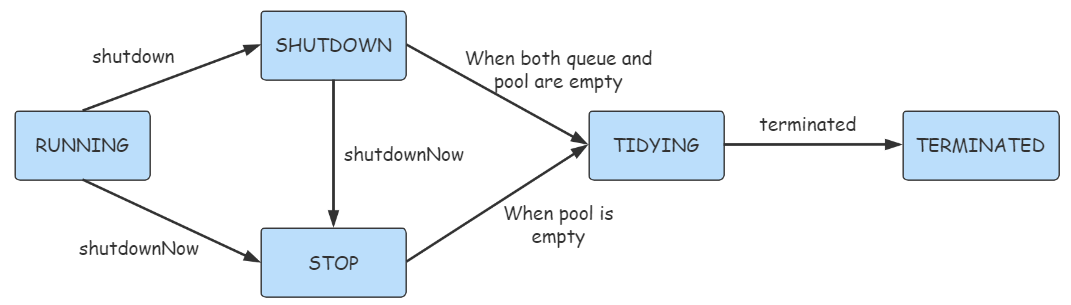 SHUTDOWN
shutdown
When both queue and
pool are empty
RUNNING
TIDYING
terminated
TERMINATED
shutdownNow
When pool is
empty
shutdownNow
STOP